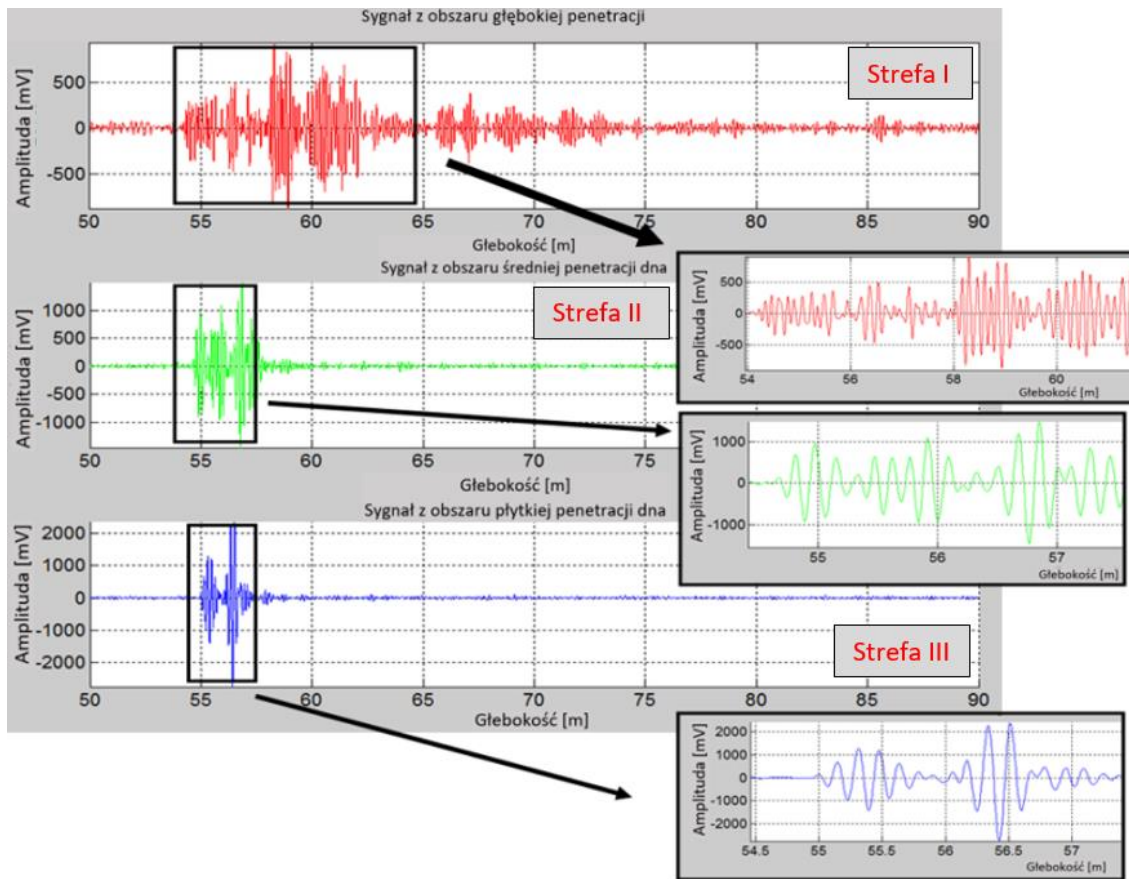 Sygnał z obszaru głębokiej penetracji
Amplituda [mV]
500
0
-500
Strefa I
50 55 60 65 70 75 80 85 90
Głebokość [m]
Sygnał z obszaru średniej penetracji dna
Amplituda [mV]
1000
500
0
-500
-1000
Strefa II
50 55 60 65 70 75
Głebokość [m]
Sygnał z obszaru płytkiej penetracji dna
Amplituda [mV]
2000
1000
0
-1000
-2000
Strefa III
50 55 60 65 70 75 80 85 90
Głebokość [m]
Amplituda [mV]
500
0
-500
54 56 58 60
Głebokość [m]
Amplituda [mV]
1000
0
-1000
55 56 57
Głebokość [m]
Amplituda [mV]
2000
1000
0
-1000
-2000
54.5 55 55.5 56 56.5 57
Głebokość [m]